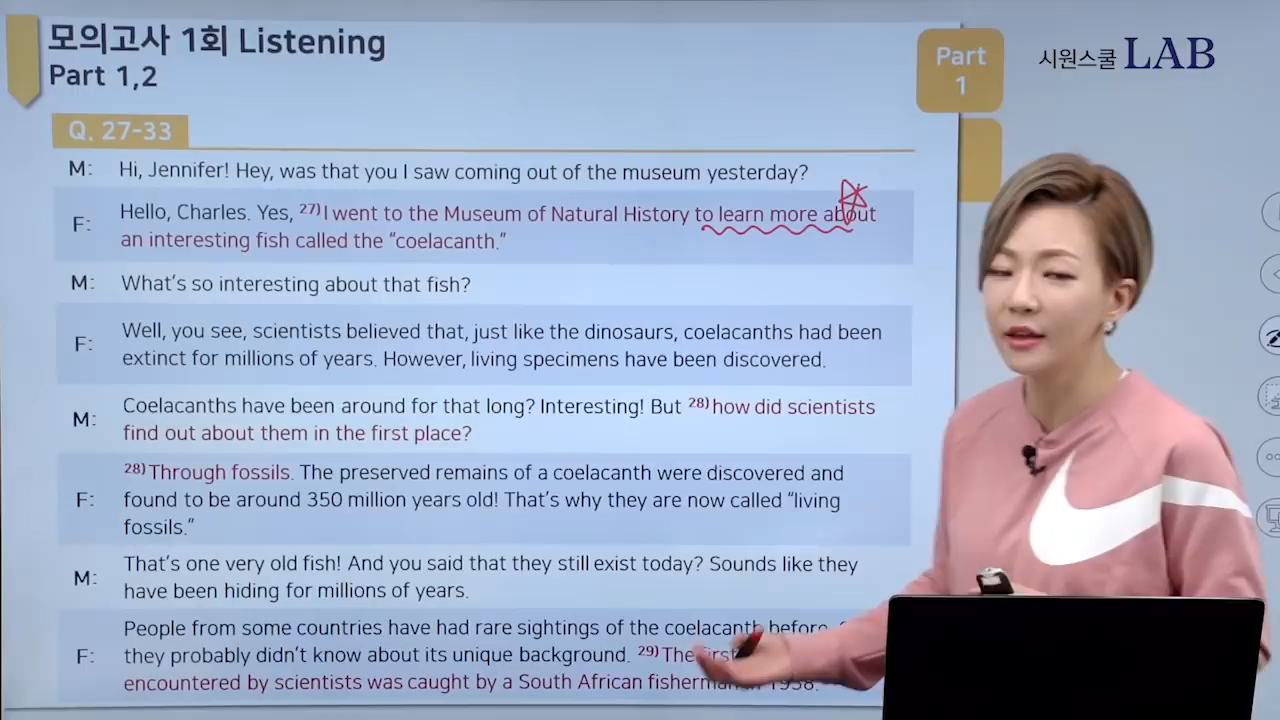 모의고사 1회 Listening
Part 1,2
Part
1
시원스쿨 LAB
Q. 27-33
M: Hi, Jennifer! Hey, was that you I saw coming out of the museum yesterday?
F: Hello, Charles. Yes, 27) I went to the Museum of Natural History to learn more about
an interesting fish called the “coelacanth.”
M: What’s so interesting about that fish?
F: Well, you see, scientists believed that, just like the dinosaurs, coelacanths had been
extinct for millions of years. However, living specimens have been discovered.
M: Coelacanths have been around for that long? Interesting! But 28) how did scientists
find out about them in the first place?
F: 28) Through fossils. The preserved remains of a coelacanth were discovered and
found to be around 350 million years old! That’s why they are now called “living
fossils.”
M: That’s one very old fish! And you said that they still exist today? Sounds like they
have been hiding for millions of years.
F: People from some countries have had rare sightings of the coelacanth before.
they probably didn’t know about its unique background. 29) The first
encountered by scientists was caught by a South African fisherman 1938.